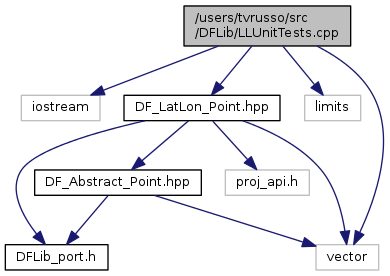 /users/tvrusso/src
/DFLib/LLUnitTests.cpp
iostream
DF_LatLon_Point.hpp
limits
DF_Abstract_Point.hpp
proj_api.h
DFLib_port.h
vector